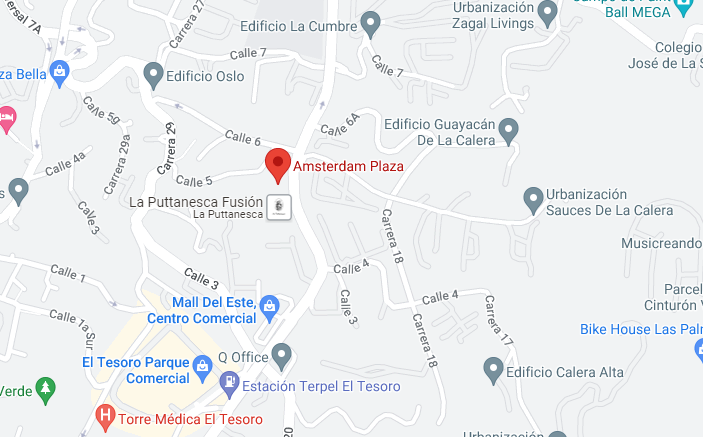 Urbanización
Zagal Livings
Ball MEGA
Edificio La Cumbre
Carrera 27
Calle 7
Calle 7
Colegio
José de La S
za Bella
Edificio Oslo
Calle 5g
Calle 6A
Edificio Guayacán
De La Calera
Calle 6
Carrera 29
Carrera 29a
Calle 4a
Amsterdam Plaza
Calle 5
La Puttanesca Fusión
La Puttanesca
Urbanización
Sauces De La Calera
Calle 3
Carrera 18
Musicreando
Calle 1
Calle 3
Calle 4
Parcel
Cinturón V
Mall Del Este,
Centro Comercial
Calle 3
Calle 4
Calle 1a Sur
Carrera 18
Carrera 17
Bike House Las Palm
El Tesoro Parque
Comercial
Q Office
Edificio Calera Alta
Estación Terpel El Tesoro
Verde
Torre Médica El Tesoro
20
Urbanización